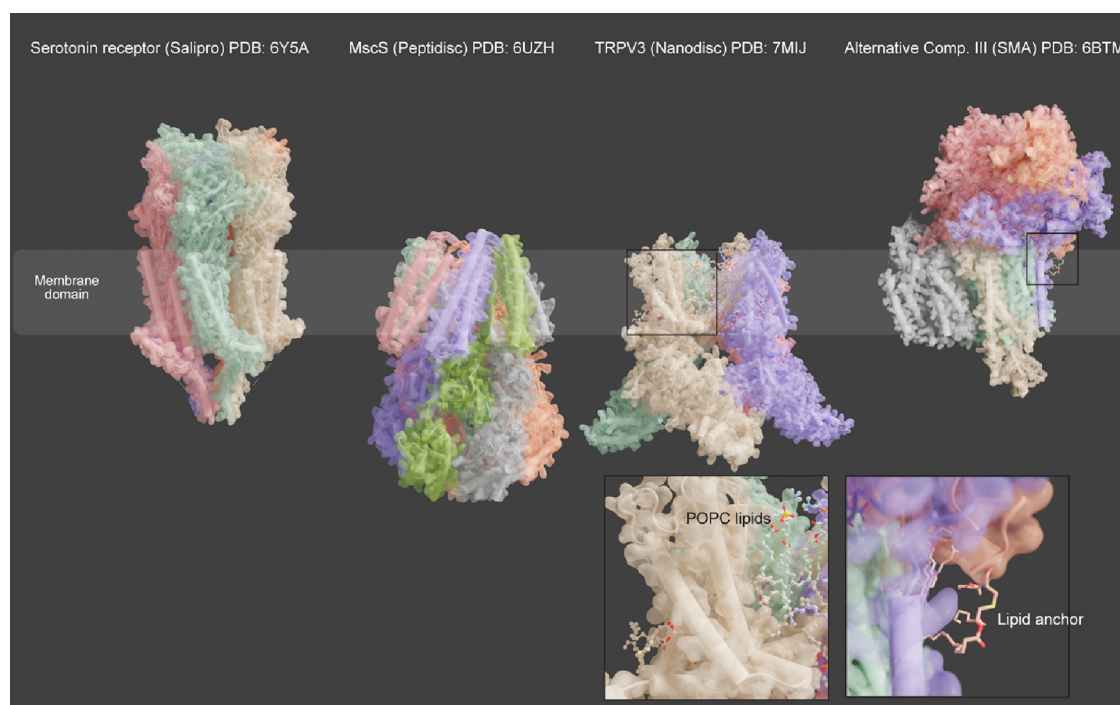 Serotonin receptor (Salipro) PDB: 6Y5A
MscS (Peptidisc) PDB: 6UZH
TRPV3 (Nanodisc) PDB: 7MIJ
Alternative Comp. III (SMA) PDB: 6BTM
Membrane
domain
POPC lipids
Lipid anchor